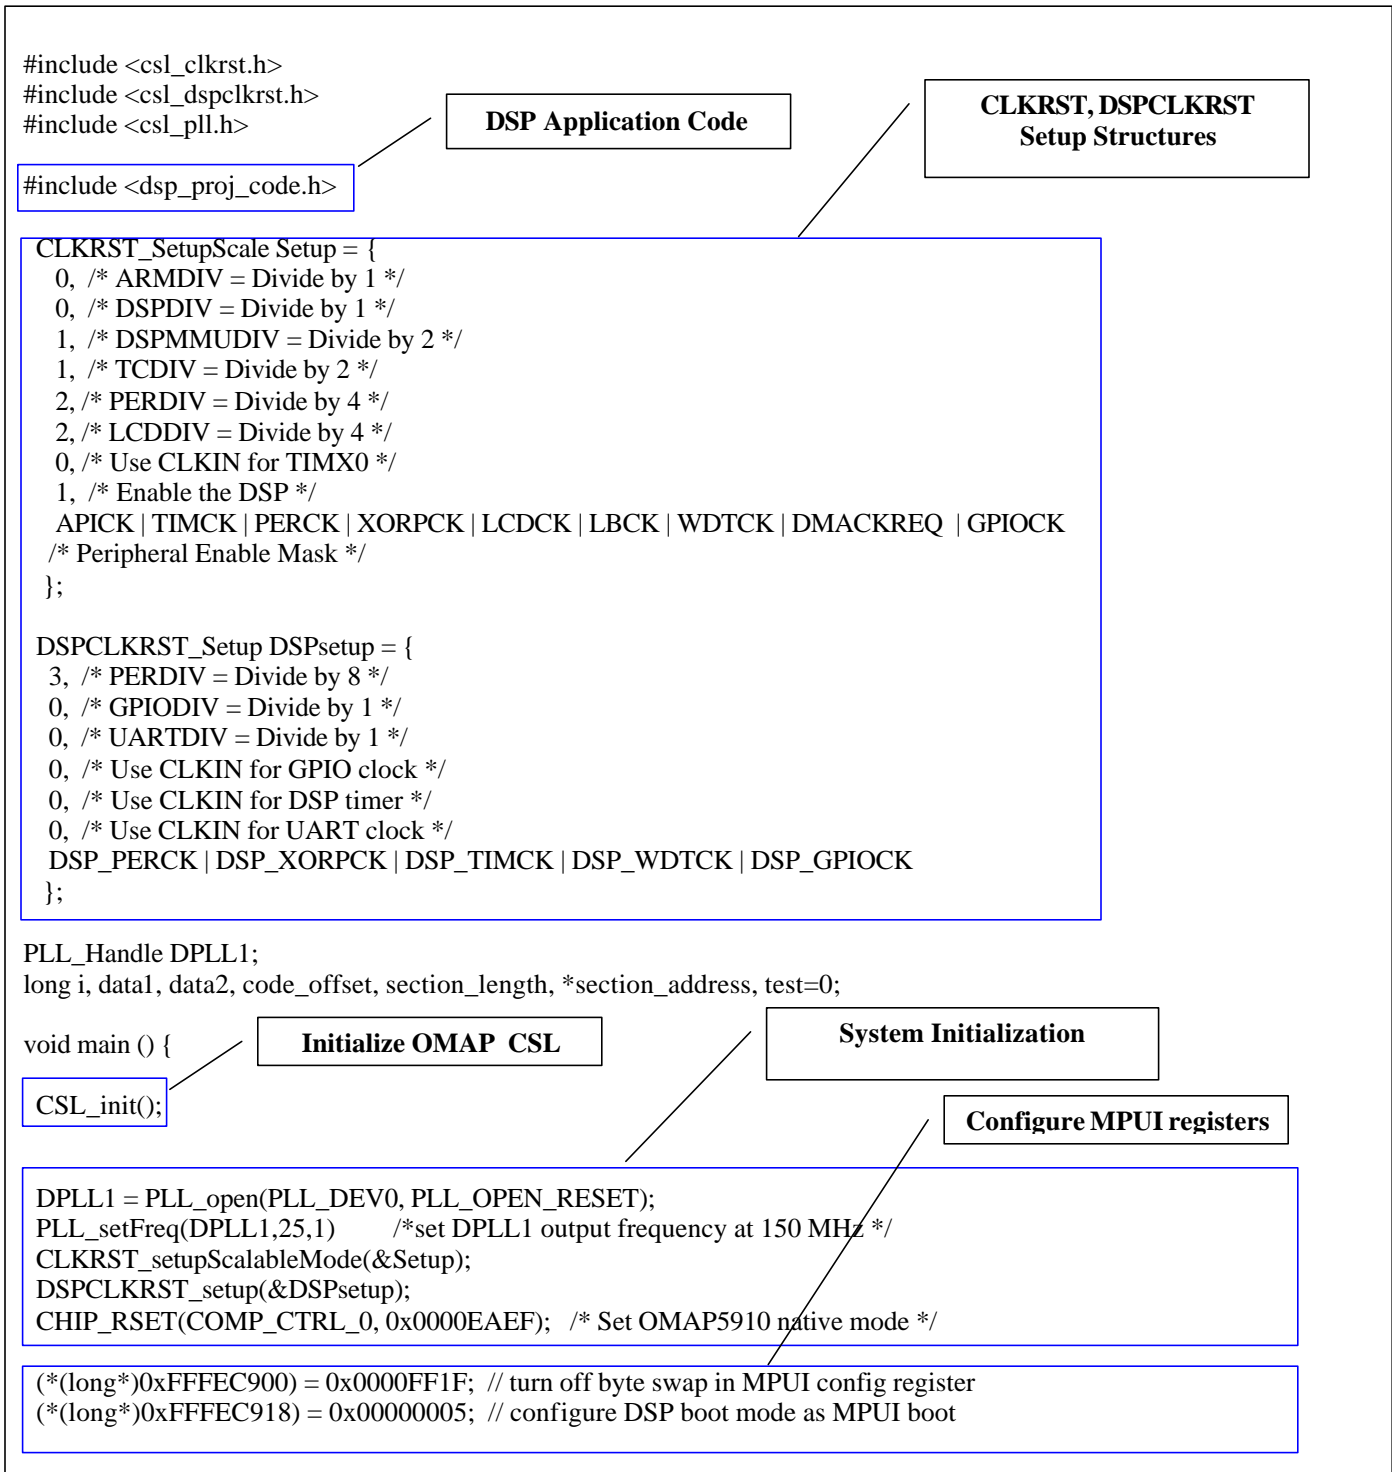 #include <csl_clkrst.h>
#include <csl_dspclkrst.h>
#include <csl_pll.h>
DSP Application Code
CLKRST, DSPCLKRST
Setup Structures
#include <dsp_proj_code.h>
CLKRST_SetupScale Setup = {
0, /* ARMDIV = Divide by 1 */
0, /* DSPDIV = Divide by 1 */
1, /* DSPMMUDIV = Divide by 2 */
1, /* TCDIV = Divide by 2 */
2, /* PERDIV = Divide by 4 */
2, /* LCDDIV = Divide by 4 */
0, /* Use CLKIN for TIMX0 */
1, /* Enable the DSP */
APICK | TIMCK | PERCK | XORPCK | LCDCK | LBCK | WDTCK | DMACKREQ | GPIOCK
/* Peripheral Enable Mask */
};
DSPCLKRST_Setup DSPsetup = {
3, /* PERDIV = Divide by 8 */
0, /* GPIODIV = Divide by 1 */
0, /* UARTDIV = Divide by 1 */
0, /* Use CLKIN for GPIO clock */
0, /* Use CLKIN for DSP timer */
0, /* Use CLKIN for UART clock */
DSP_PERCK | DSP_XORPCK | DSP_TIMCK | DSP_WDTCK | DSP_GPIOCK
};
PLL_Handle DPLL1;
long i, data1, data2, code_offset, section_length, *section_address, test=0;
void main () {
Initialize OMAP CSL
System Initialization
CSL_init();
Configure MPUI registers
DPLL1 = PLL_open(PLL_DEV0, PLL_OPEN_RESET);
PLL_setFreq(DPLL1,25,1) /*set DPLL1 output frequency at 150 MHz */
CLKRST_setupScalableMode(&Setup);
DSPCLKRST_setup(&DSPsetup);
CHIP_RSET(COMP_CTRL_0, 0x0000EAEF); /* Set OMAP5910 native mode */
(*(long*)0xFFFEC900) = 0x0000FF1F; // turn off byte swap in MPUI config register
(*(long*)0xFFFEC918) = 0x00000005; // configure DSP boot mode as MPUI boot